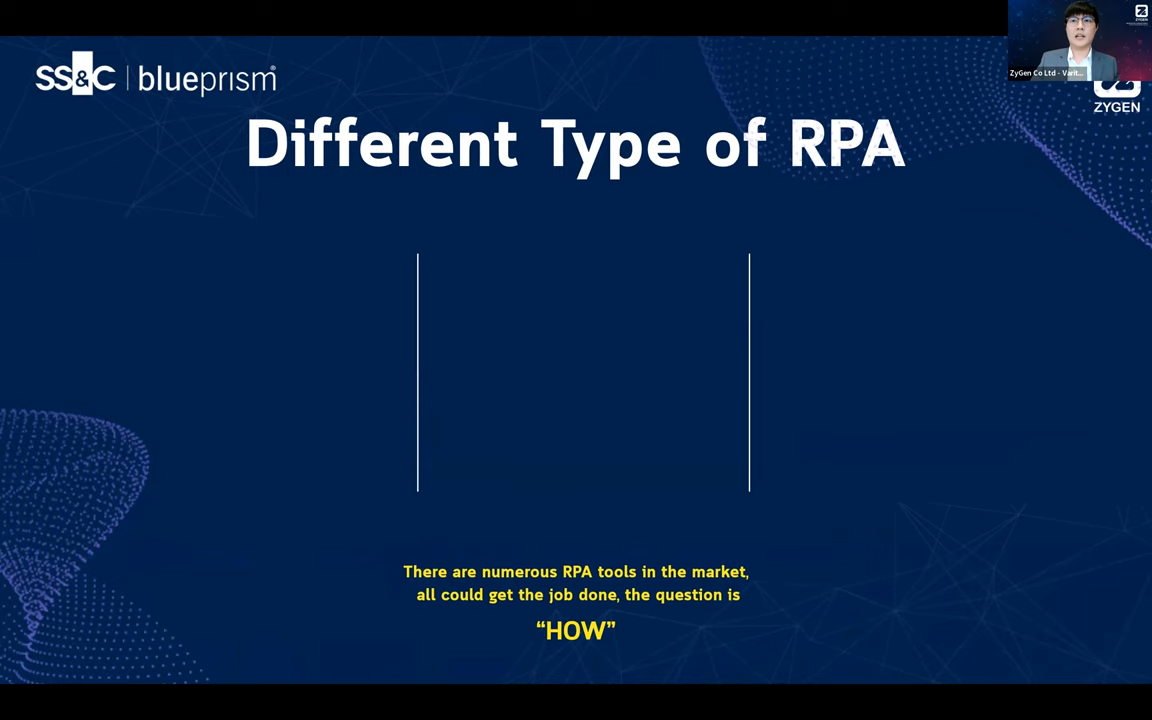 SS&C | blueprism®
ZyGen Co Ltd - Varit...
ZYGEN
Different Type of RPA
There are numerous RPA tools in the market,
all could get the job done, the question is
“HOW”